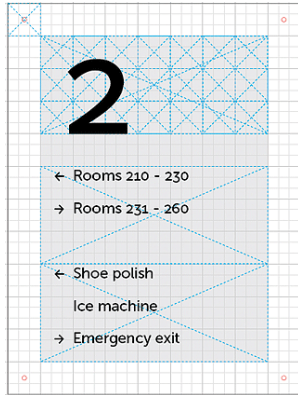 2
← Rooms 210 - 230
→ Rooms 231 - 260
← Shoe polish
Ice machine
→ Emergency exit